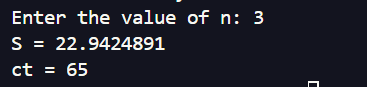 Enter the value of n: 3
S = 22.9424891
ct = 65